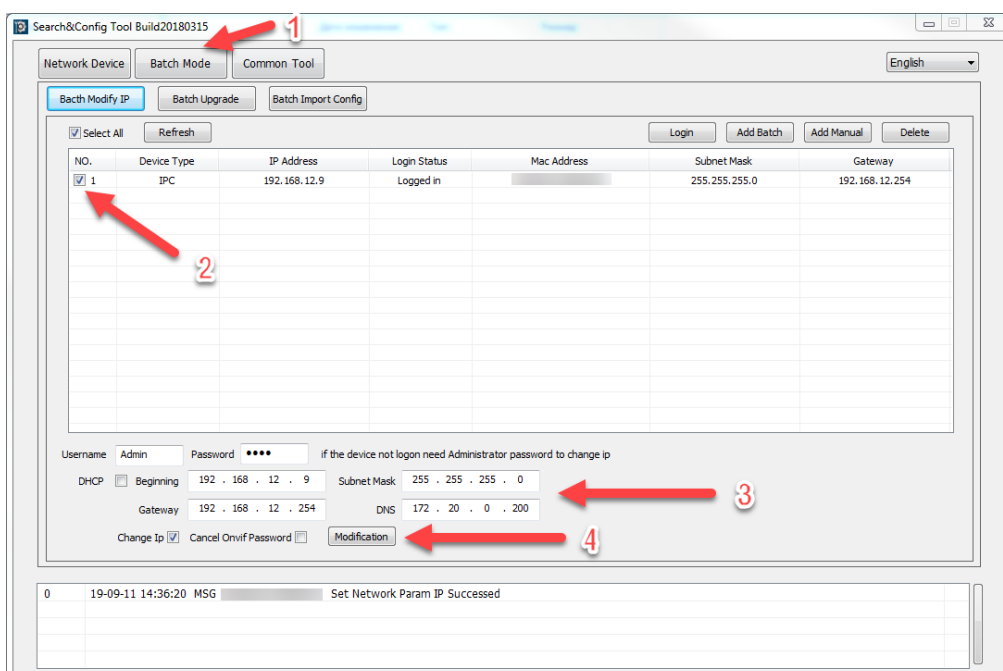 Search&Config Tool Build20180315
1
Network Device Batch Mode Common Tool English
Bacth Modify IP Batch Upgrade Batch Import Config
Select All Refresh Login Add Batch Add Manual Delete
NO. Device Type IP Address Login Status Mac Address Subnet Mask Gateway
1 IPC 192.168.12.9 Logged in 255.255.255.0 192.168.12.254
2
Username Admin Password •••• if the device not logon need Administrator password to change ip
DHCP Beginning 192 . 168 . 12 . 9 Subnet Mask 255 . 255 . 255 . 0
3
Gateway 192 . 168 . 12 . 254 DNS 172 . 20 . 0 . 200
Change Ip Cancel Onvif Password Modification
4
0 19-09-11 14:36:20 MSG Set Network Param IP Successed